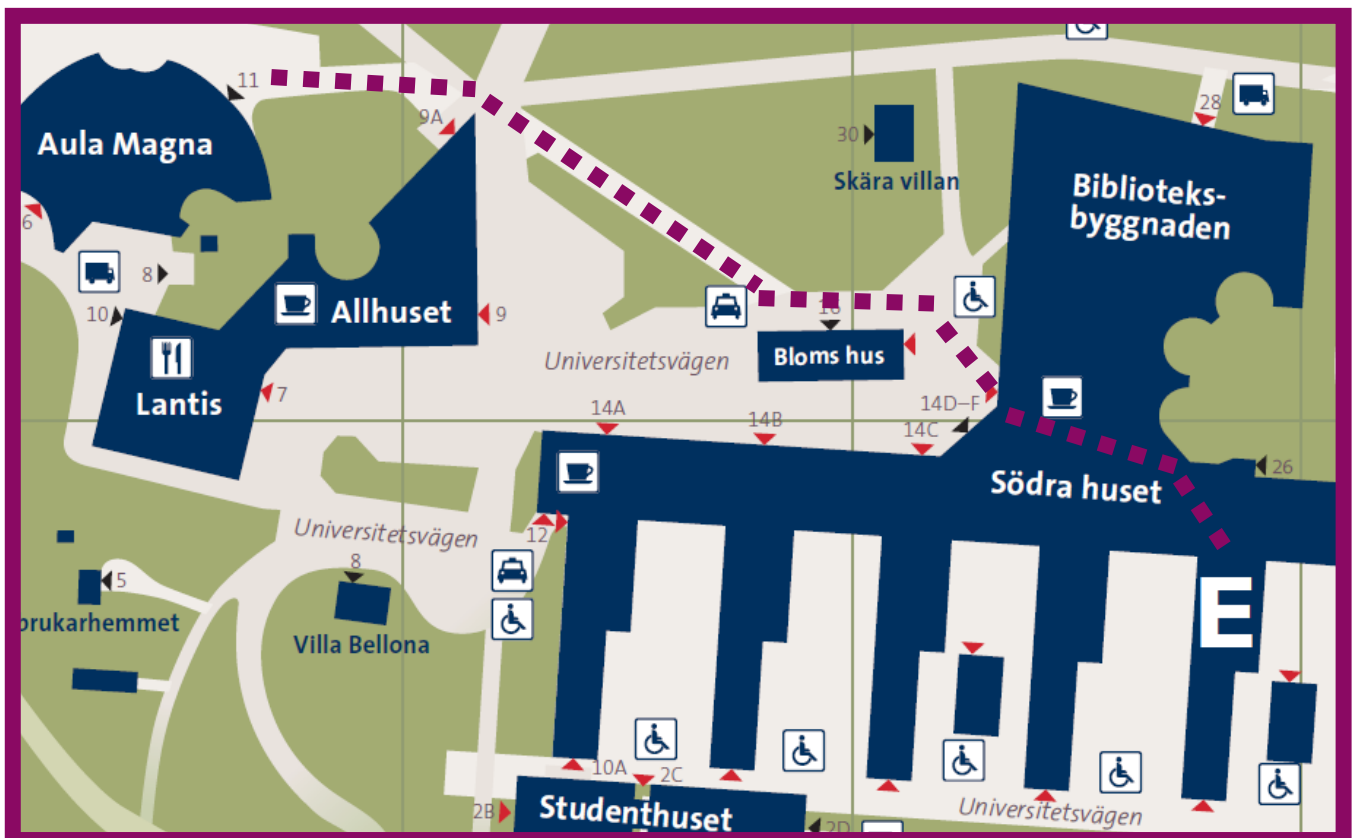 11
9A
28
Aula Magna
30
Skära villan
Biblioteks-
byggnaden
6
8
10
Allhuset
9
16
Bloms hus
Universitetsvägen
7
Lantis
14A
14B
14C
14D–F
26
Södra huset
Universitetsvägen
12
8
5
brukarhemmet
Villa Bellona
E
10A
2C
2B
Studenthuset
2D
Universitetsvägen